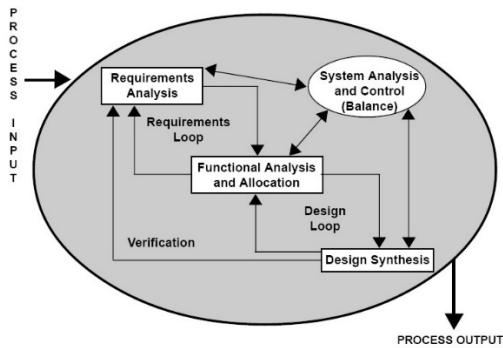 PROCESS INPUT
Requirements
Analysis
System Analysis
and Control
(Balance)
Requirements
Loop
Functional Analysis
and Allocation
Design
Loop
Verification
Design Synthesis
PROCESS OUTPUT